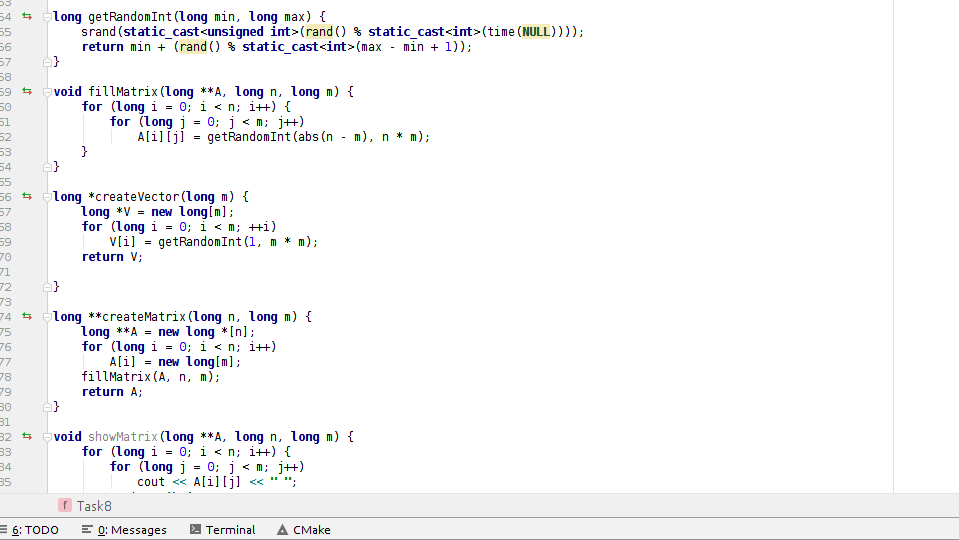 53
54 long getRandomInt(long min, long max) {
55 srand(static_cast<unsigned int>(rand() % static_cast<int>(time(NULL))));
56 return min + (rand() % static_cast<int>(max - min + 1));
57 }
58
59 void fillMatrix(long **A, long n, long m) {
60 for (long i = 0; i < n; i++) {
61 for (long j = 0; j < m; j++)
62 A[i][j] = getRandomInt(abs(n - m), n * m);
63 }
64 }
65
66 long *createVector(long m) {
67 long *V = new long[m];
68 for (long i = 0; i < m; ++i)
69 V[i] = getRandomInt(1, m * m);
70 return V;
71
72 }
73
74 long **createMatrix(long n, long m) {
75 long **A = new long *[n];
76 for (long i = 0; i < n; i++)
77 A[i] = new long[m];
78 fillMatrix(A, n, m);
79 return A;
80 }
81
82 void showMatrix(long **A, long n, long m) {
83 for (long i = 0; i < n; i++) {
84 for (long j = 0; j < m; j++)
85 cout << A[i][j] << " ";
f Task8
6: TODO 0: Messages Terminal CMake